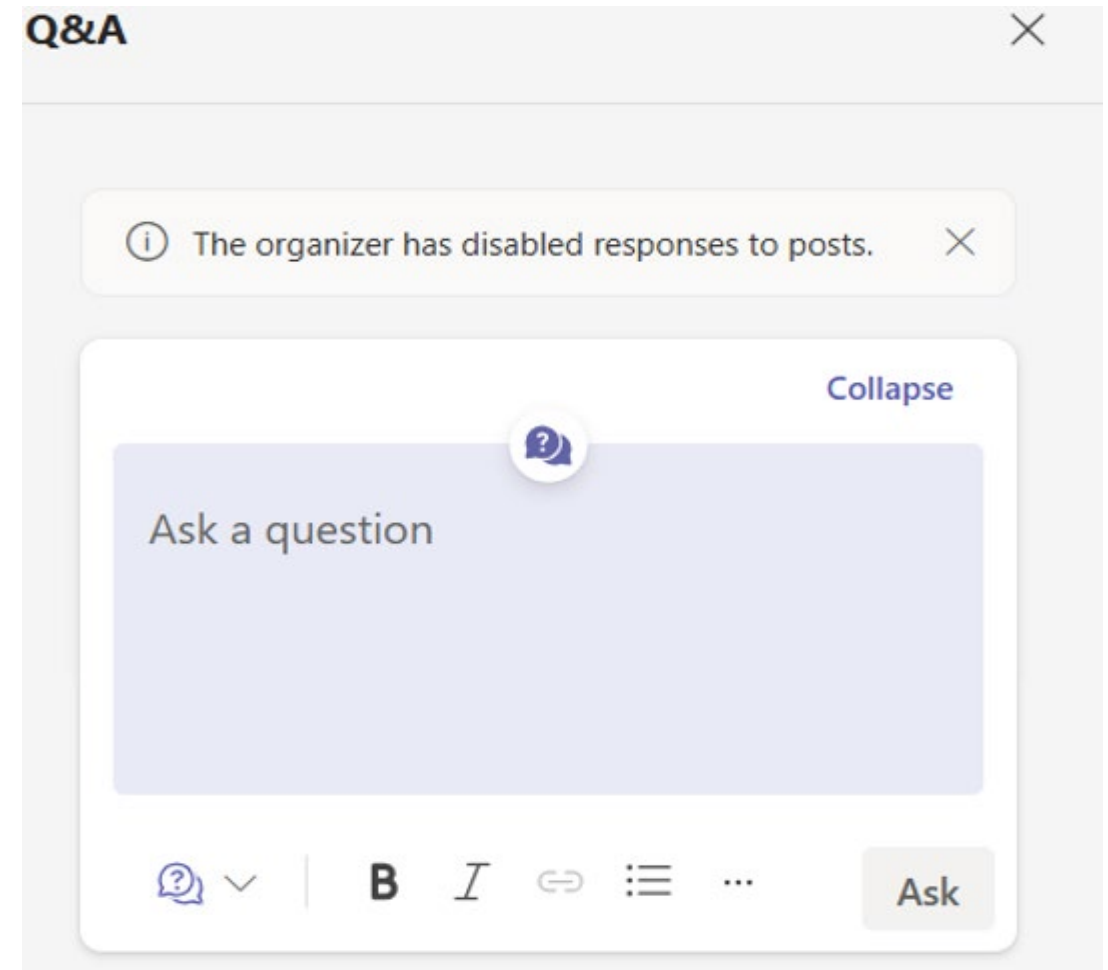 Q&A
The organizer has disabled responses to posts.
Collapse
Ask a question
B I
Ask